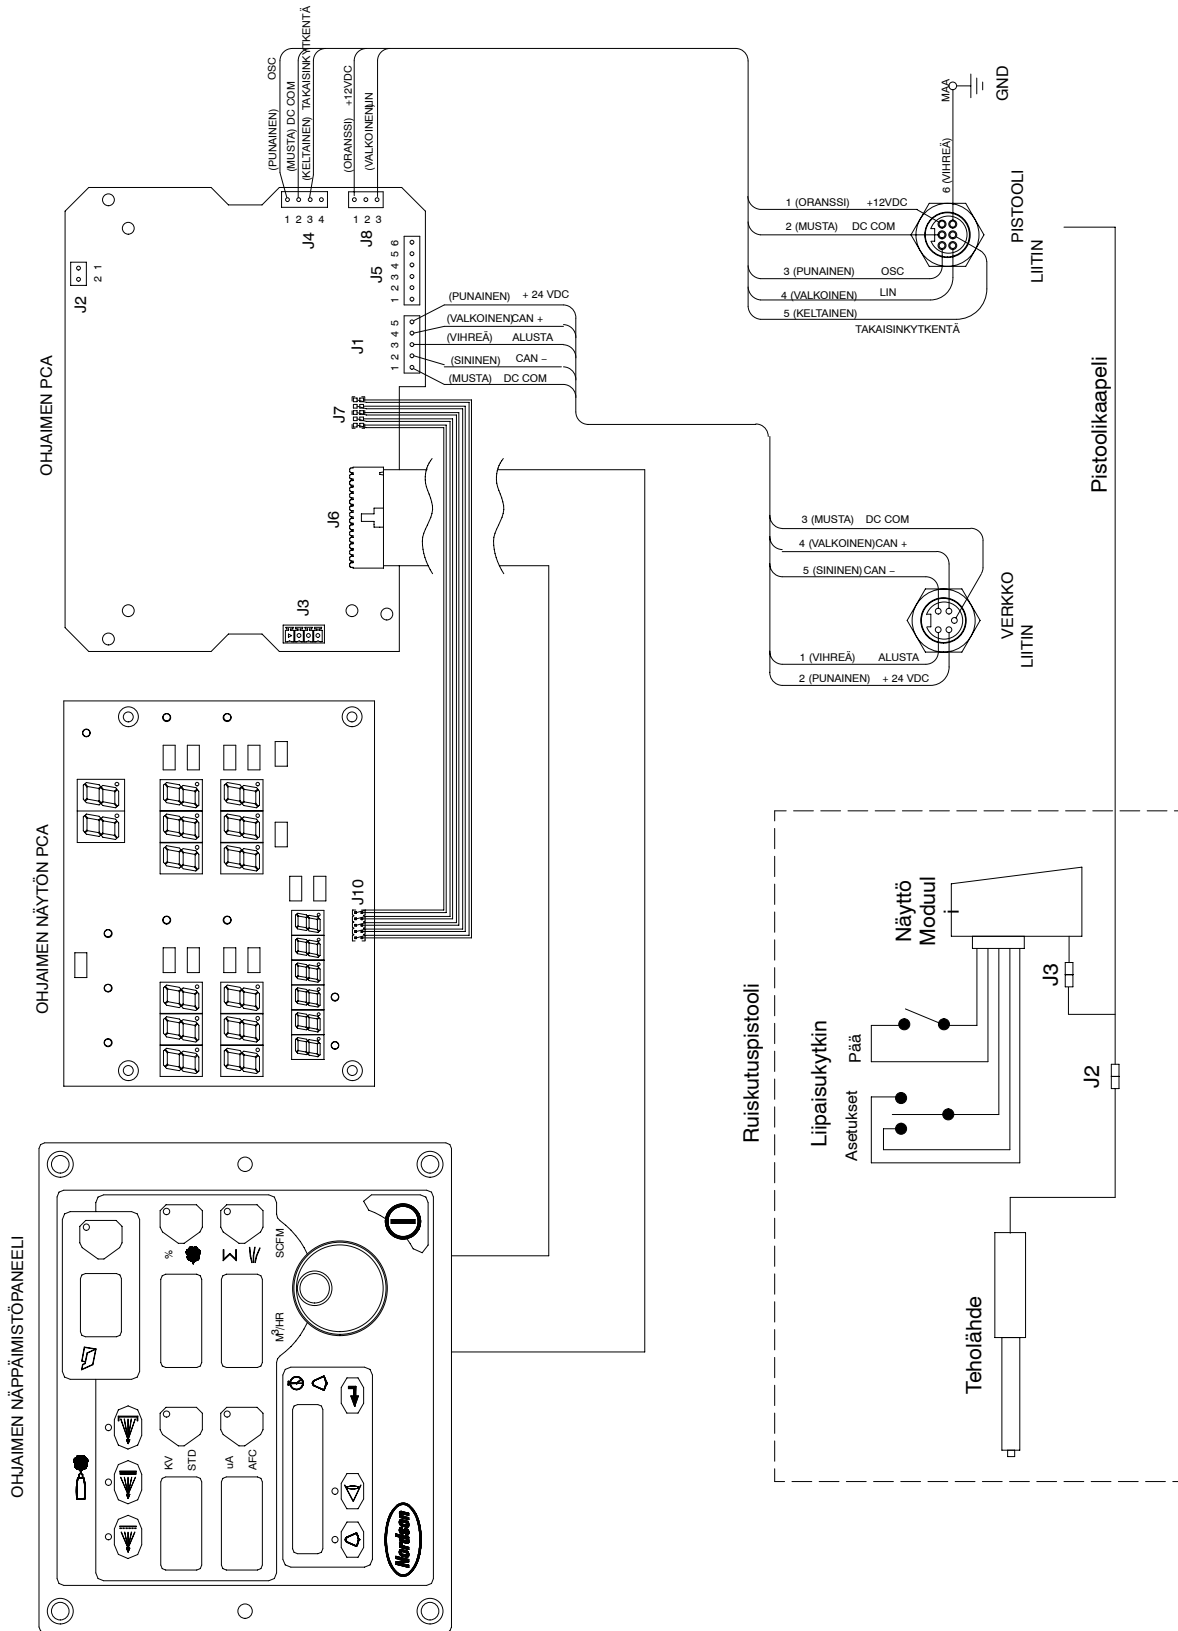 OHJAIMEN NÄPPÄIMISTÖPANEELI
KV
STD
uA
AFC
%
M³/HR
SCFM
Nordson
OHJAIMEN NÄYTÖN PCA
J10
OHJAIMEN PCA
J3
J6
J7
J2
2 1
J1
1 2 3 4 5
J5
1 2 3 4 5 6
J4
1 2 3 4
J8
1 2 3
(PUNAINEN) OSC
(MUSTA) DC COM
(KELTAINEN) TAKAISINKYTKENTÄ
(ORANSSI) +12VDC
(VALKOINEN)LIN
(PUNAINEN) + 24 VDC
(VALKOINEN)CAN +
(VIHREÄ) ALUSTA
(SININEN) CAN –
(MUSTA) DC COM
3 (MUSTA) DC COM
4 (VALKOINEN)CAN +
5 (SININEN) CAN –
1 (VIHREÄ) ALUSTA
2 (PUNAINEN) + 24 VDC
VERKKO
LIITIN
1 (ORANSSI) +12VDC
2 (MUSTA) DC COM
3 (PUNAINEN) OSC
4 (VALKOINEN) LIN
5 (KELTAINEN)
TAKAISINKYTKENTÄ
6 (VIHREÄ)
MAA
GND
PISTOOLI
LIITIN
Pistoolikaapeli
Ruiskutuspistooli
Liipaisukytkin
Asetukset
Pää
Näyttö
Moduul
i
J3
J2
Teholähde